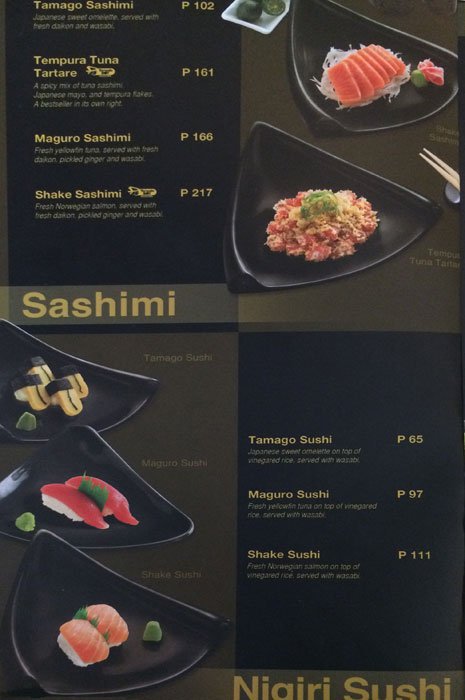 Tamago Sashimi P 102
Japanese sweet omelette, served with
fresh daikon and wasabi.
Tempura Tuna
Tartare P 161
A spicy mix of tuna sashimi,
Japanese mayo, and tempura flakes.
A bestseller in its own right.
Maguro Sashimi P 166
Fresh yellowfin tuna, served with fresh
daikon, pickled ginger and wasabi.
Shake Sashimi P 217
Fresh Norwegian salmon, served with
fresh daikon, pickled ginger and wasabi.
Shake
Sashimi
Tempura
Tuna Tartare
Sashimi
Tamago Sushi
Maguro Sushi
Shake Sushi
Tamago Sushi P 65
Japanese sweet omelette on top of
vinegared rice, served with wasabi.
Maguro Sushi P 97
Fresh yellowfin tuna on top of vinegared
rice, served with wasabi.
Shake Sushi P 111
Fresh Norwegian salmon on top of
vinegared rice, served with wasabi.
Nigiri Sushi